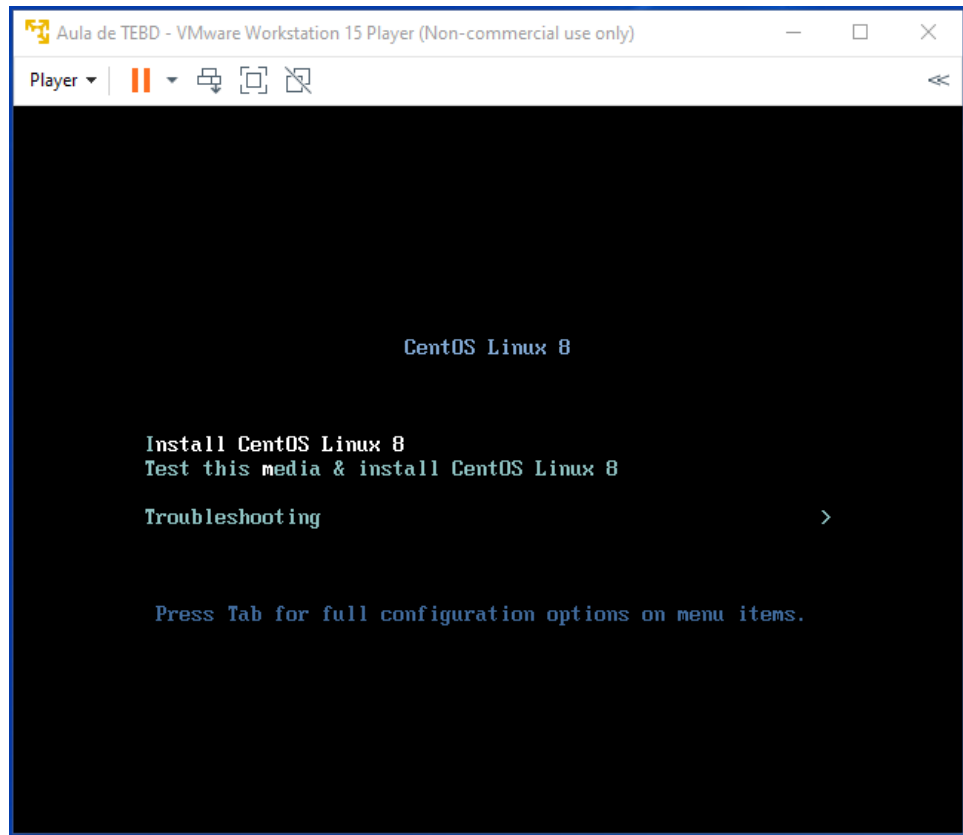 Aula de TEBD - VMware Workstation 15 Player (Non-commercial use only)
Player
CentOS Linux 8
Install CentOS Linux 8
Test this media & install CentOS Linux 8
Troubleshooting >
Press Tab for full configuration options on menu items.